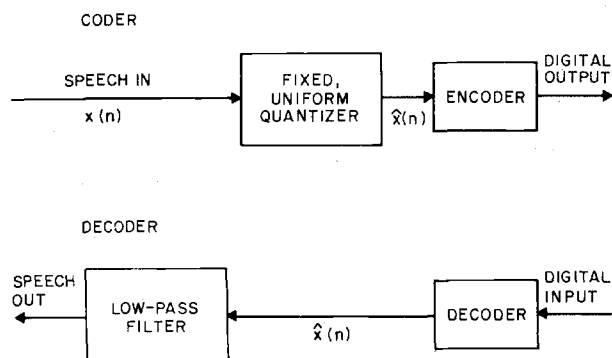 CODER
SPEECH IN
x(n)
FIXED,
UNIFORM
QUANTIZER
x̂(n)
ENCODER
DIGITAL
OUTPUT
DECODER
SPEECH
OUT
LOW-PASS
FILTER
x̂(n)
DECODER
DIGITAL
INPUT